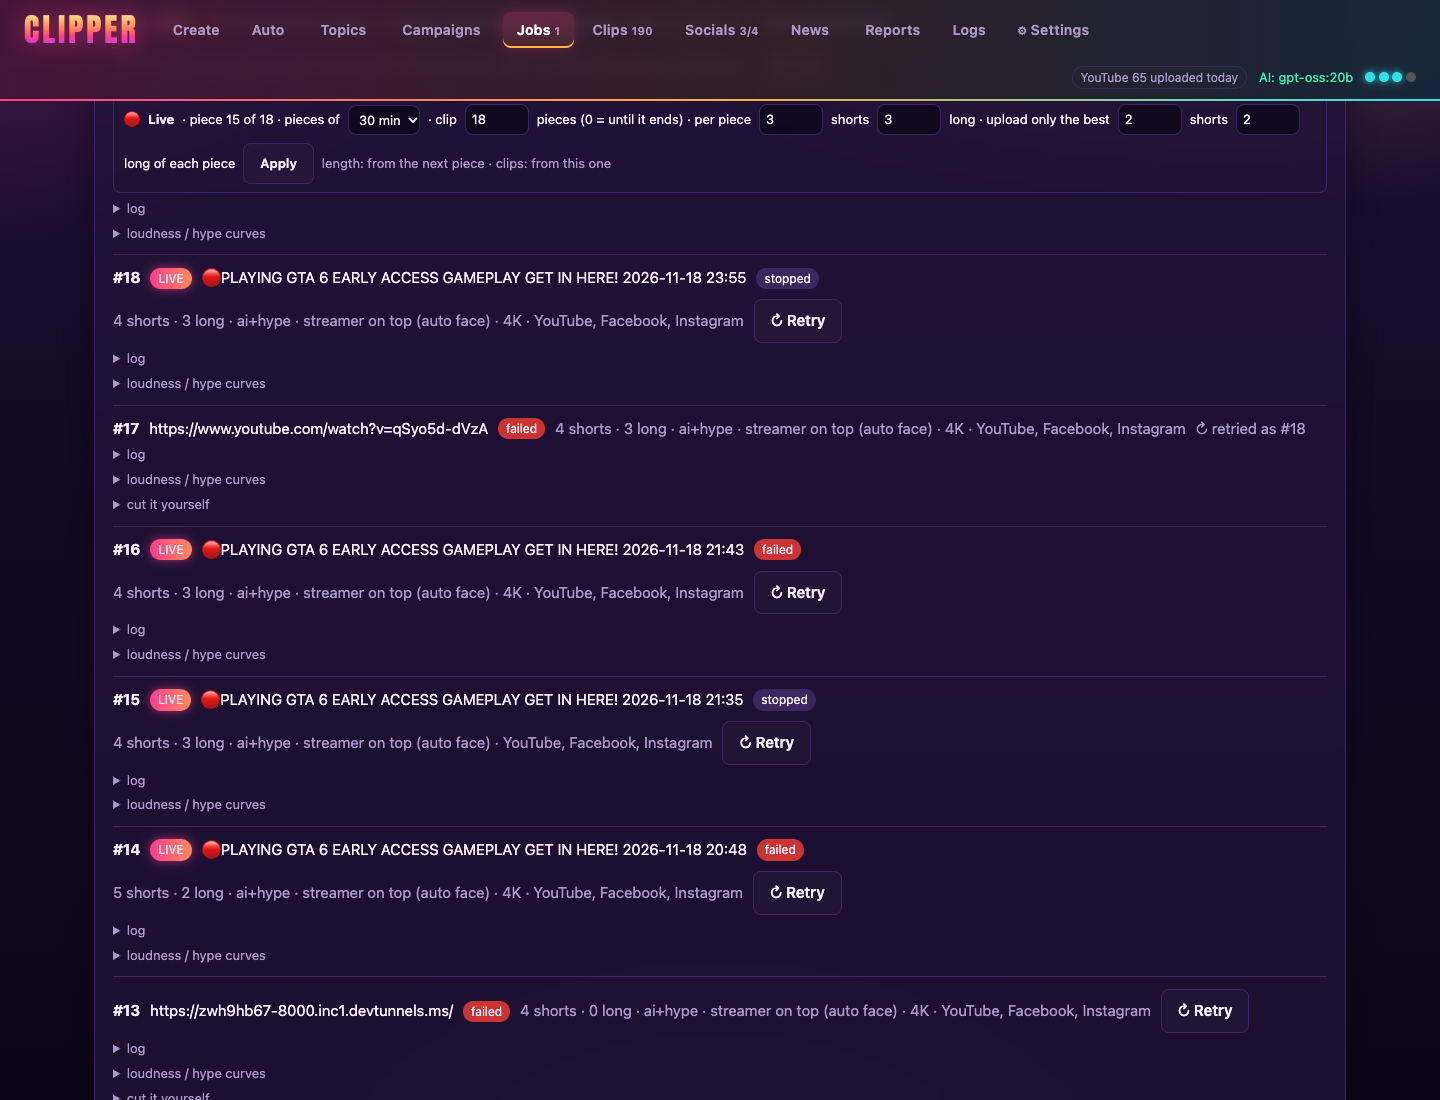 CLIPPER Create Auto Topics Campaigns Jobs 1 Clips 190 Socials 3/4 News Reports Logs ⚙ Settings
YouTube 65 uploaded today AI: gpt-oss:20b
🔴 Live · piece 15 of 18 · pieces of 30 min · clip 18 pieces (0 = until it ends) · per piece 3 shorts 3 long · upload only the best 2 shorts 2
long of each piece Apply length: from the next piece · clips: from this one
▶ log
▶ loudness / hype curves
#18 LIVE 🔴PLAYING GTA 6 EARLY ACCESS GAMEPLAY GET IN HERE! 2026-11-18 23:55 stopped
4 shorts · 3 long · ai+hype · streamer on top (auto face) · 4K · YouTube, Facebook, Instagram ↻ Retry
▶ log
▶ loudness / hype curves
#17 https://www.youtube.com/watch?v=qSyo5d-dVzA failed 4 shorts · 3 long · ai+hype · streamer on top (auto face) · 4K · YouTube, Facebook, Instagram ↻ retried as #18
▶ log
▶ loudness / hype curves
▶ cut it yourself
#16 LIVE 🔴PLAYING GTA 6 EARLY ACCESS GAMEPLAY GET IN HERE! 2026-11-18 21:43 failed
4 shorts · 3 long · ai+hype · streamer on top (auto face) · 4K · YouTube, Facebook, Instagram ↻ Retry
▶ log
▶ loudness / hype curves
#15 LIVE 🔴PLAYING GTA 6 EARLY ACCESS GAMEPLAY GET IN HERE! 2026-11-18 21:35 stopped
4 shorts · 3 long · ai+hype · streamer on top (auto face) · YouTube, Facebook, Instagram ↻ Retry
▶ log
▶ loudness / hype curves
#14 LIVE 🔴PLAYING GTA 6 EARLY ACCESS GAMEPLAY GET IN HERE! 2026-11-18 20:48 failed
5 shorts · 2 long · ai+hype · streamer on top (auto face) · 4K · YouTube, Facebook, Instagram ↻ Retry
▶ log
▶ loudness / hype curves
#13 https://zwh9hb67-8000.inc1.devtunnels.ms/ failed 4 shorts · 0 long · ai+hype · streamer on top (auto face) · 4K · YouTube, Facebook, Instagram ↻ Retry
▶ log
▶ loudness / hype curves
▶ cut it yourself